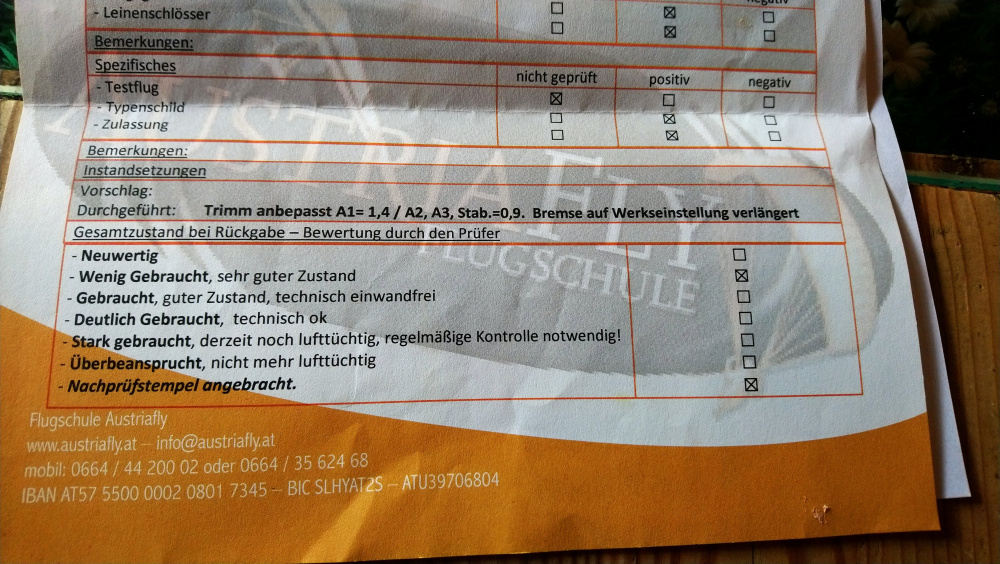 negativ
- Leinenschlösser ☐ ☒ ☐
☐ ☒ ☐
Bemerkungen:
Spezifisches nicht geprüft positiv negativ
- Testflug ☒ ☐ ☐
- Typenschild ☐ ☒ ☐
- Zulassung ☐ ☒ ☐
Bemerkungen:
Instandsetzungen
Vorschlag:
Durchgeführt: Trimm anbepasst A1= 1,4 / A2, A3, Stab.=0,9. Bremse auf Werkseinstellung verlängert
Gesamtzustand bei Rückgabe – Bewertung durch den Prüfer
- Neuwertig ☐
- Wenig Gebraucht, sehr guter Zustand ☒
- Gebraucht, guter Zustand, technisch einwandfrei ☐
- Deutlich Gebraucht, technisch ok ☐
- Stark gebraucht, derzeit noch lufttüchtig, regelmäßige Kontrolle notwendig! ☐
- Überbeansprucht, nicht mehr lufttüchtig ☐
- Nachprüfstempel angebracht. ☒
AUSTRIAFLY
FLUGSCHULE
Flugschule Austriafly
www.austriafly.at – info@austriafly.at
mobil: 0664 / 44 200 02 oder 0664 / 35 624 68
IBAN AT57 5500 0002 0801 7345 – BIC SLHYAT2S – ATU39706804